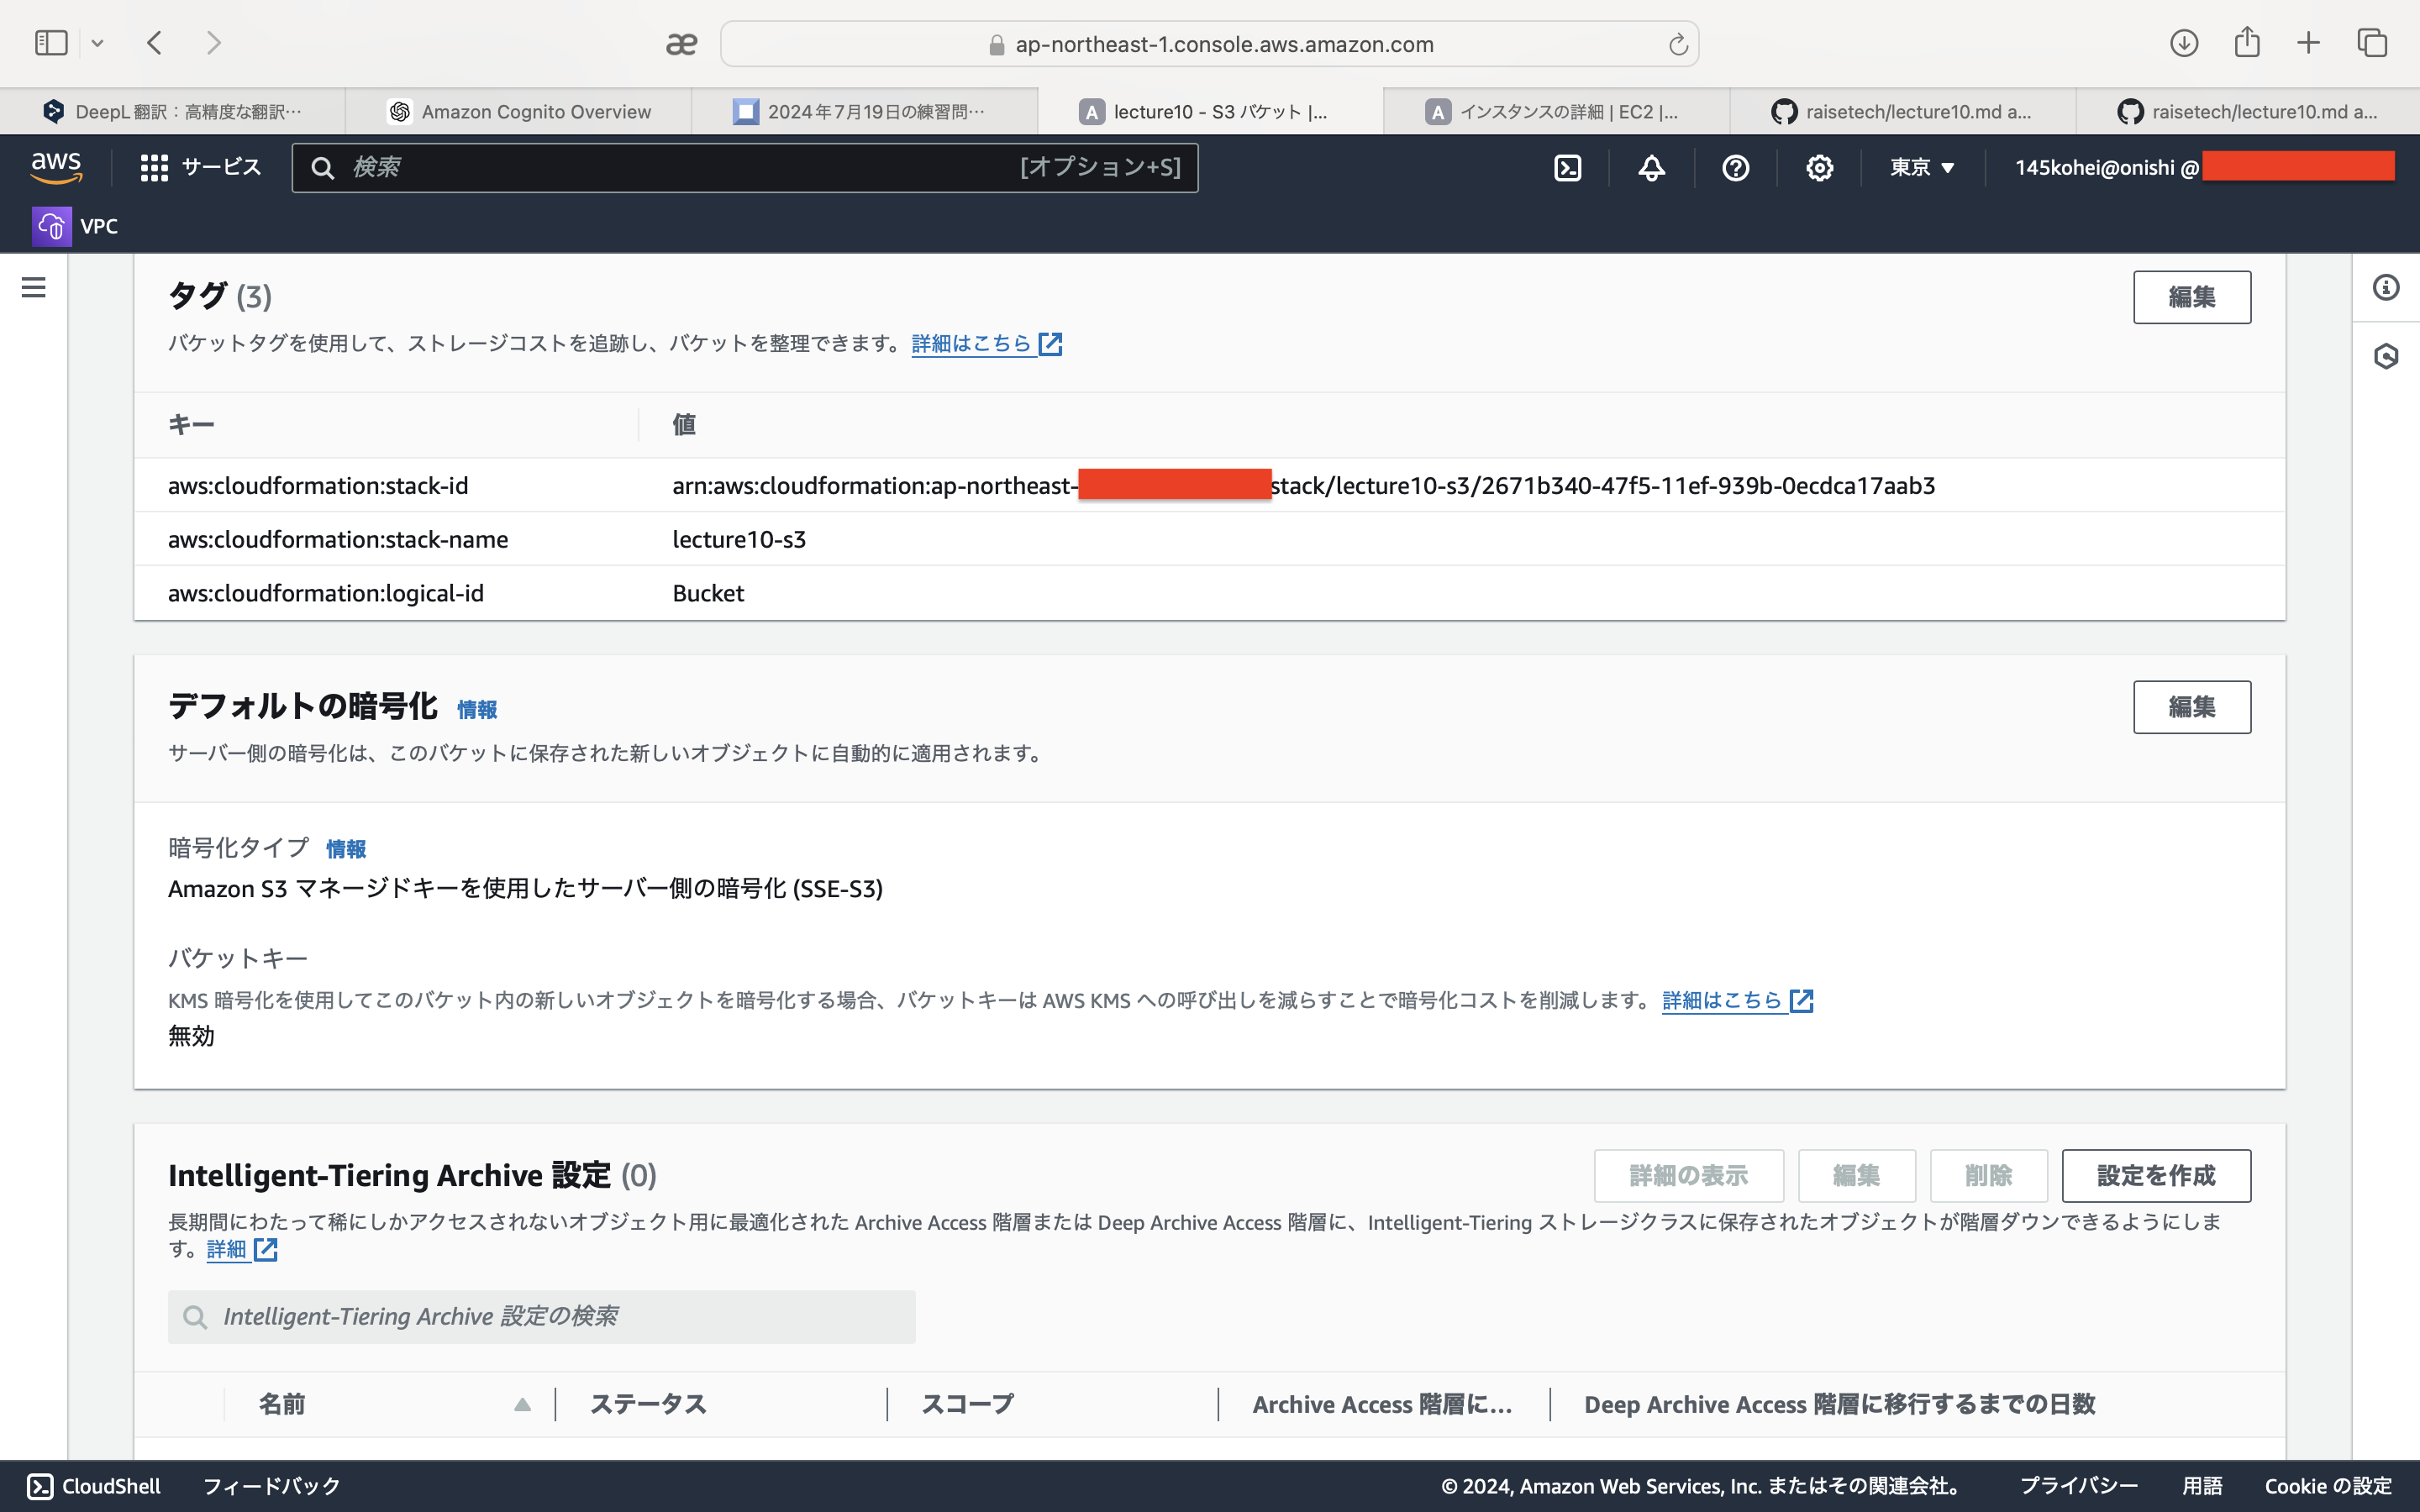 ap-northeast-1.console.aws.amazon.com
DeepL 翻訳：高精度な翻訳…
Amazon Cognito Overview
2024年7月19日の練習問…
lecture10 - S3 バケット |...
インスタンスの詳細 | EC2 |...
raisetech/lecture10.md a...
raisetech/lecture10.md a...
aws
サービス
検索
[オプション+S]
東京
145kohei@onishi @
VPC
タグ (3)
編集
バケットタグを使用して、ストレージコストを追跡し、バケットを整理できます。 詳細はこちら
キー
値
aws:cloudformation:stack-id
arn:aws:cloudformation:ap-northeast-
stack/lecture10-s3/2671b340-47f5-11ef-939b-0ecdca17aab3
aws:cloudformation:stack-name
lecture10-s3
aws:cloudformation:logical-id
Bucket
デフォルトの暗号化 情報
編集
サーバー側の暗号化は、このバケットに保存された新しいオブジェクトに自動的に適用されます。
暗号化タイプ 情報
Amazon S3 マネージドキーを使用したサーバー側の暗号化 (SSE-S3)
バケットキー
KMS 暗号化を使用してこのバケット内の新しいオブジェクトを暗号化する場合、バケットキーは AWS KMS への呼び出しを減らすことで暗号化コストを削減します。 詳細はこちら
無効
Intelligent-Tiering Archive 設定 (0)
詳細の表示
編集
削除
設定を作成
長期間にわたって稀にしかアクセスされないオブジェクト用に最適化された Archive Access 階層または Deep Archive Access 階層に、Intelligent-Tiering ストレージクラスに保存されたオブジェクトが階層ダウンできるようにしま
す。詳細
Intelligent-Tiering Archive 設定の検索
名前
ステータス
スコープ
Archive Access 階層に...
Deep Archive Access 階層に移行するまでの日数
CloudShell
フィードバック
© 2024, Amazon Web Services, Inc. またはその関連会社。
プライバシー
用語
Cookie の設定